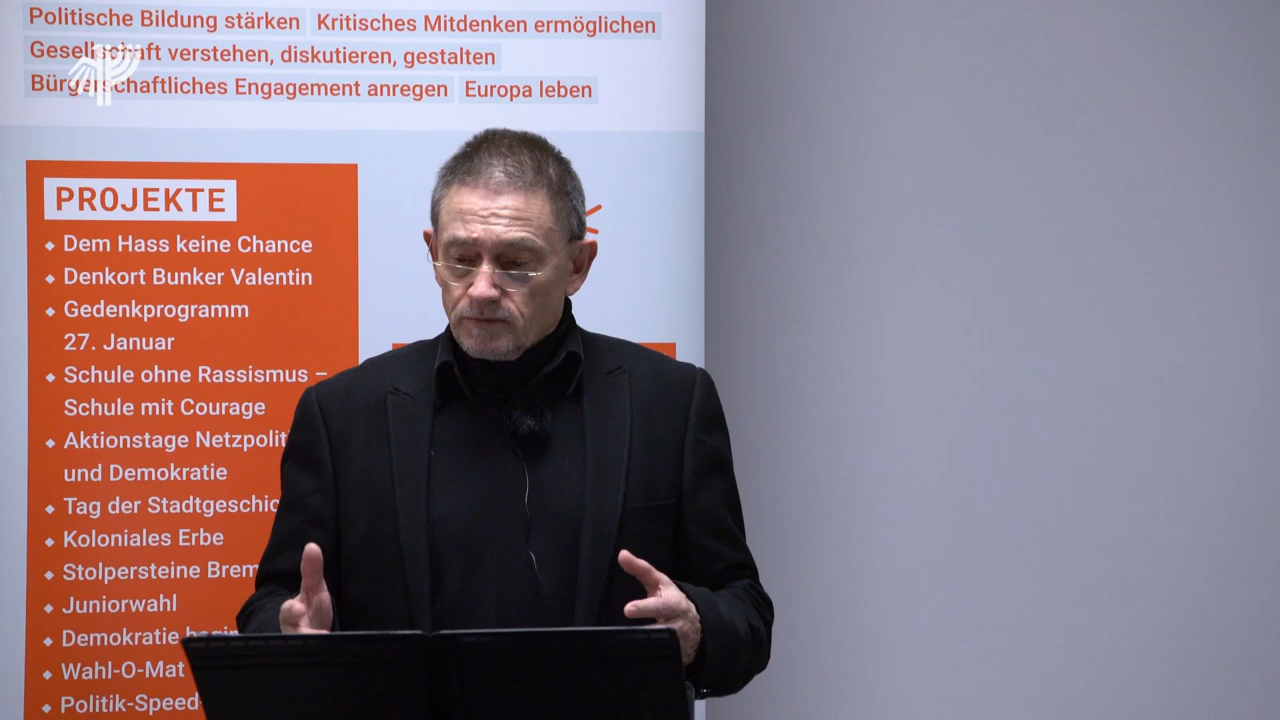 Politische Bildung stärken Kritisches Mitdenken ermöglichen
Gesellschaft verstehen, diskutieren, gestalten
Bürgerschaftliches Engagement anregen Europa leben
PROJEKTE
Dem Hass keine Chance
Denkort Bunker Valentin
Gedenkprogramm
27. Januar
Schule ohne Rassismus –
Schule mit Courage
Aktionstage Netzpolit
und Demokratie
Tag der Stadtgeschic
Koloniales Erbe
Stolpersteine Brem
Juniorwahl
Demokratie
Wahl-O-Mat
Politik-Speed-